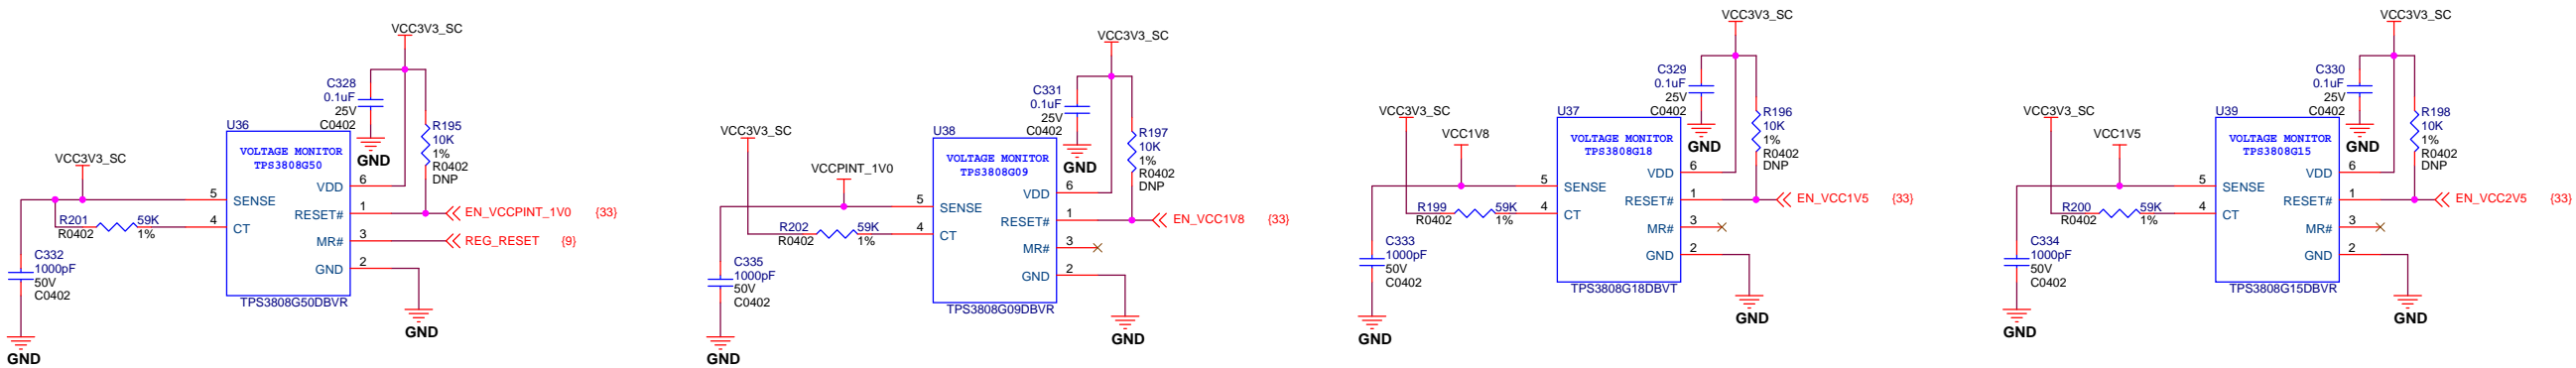 VCC3V3_SC
C328
0.1uF
25V
C0402
GND
U36
VOLTAGE MONITOR
TPS3808G50
R195
10K
1%
R0402
DNP
VCC3V3_SC
5 SENSE
4 CT
VDD 6
RESET# 1
MR# 3
GND 2
EN_VCCPINT_1V0 {33}
REG_RESET {9}
R201 59K
R0402 1%
C332
1000pF
50V
C0402
TPS3808G50DBVR
GND
GND
VCC3V3_SC
C331
0.1uF
25V
C0402
GND
U38
VOLTAGE MONITOR
TPS3808G09
R197
10K
1%
R0402
DNP
VCC3V3_SC
VCCPINT_1V0
5 SENSE
4 CT
VDD 6
RESET# 1
MR# 3
GND 2
EN_VCC1V8 {33}
R202 59K
R0402 1%
C335
1000pF
50V
C0402
TPS3808G09DBVR
GND
GND
VCC3V3_SC
C329
0.1uF
25V
C0402
GND
U37
VOLTAGE MONITOR
TPS3808G18
R196
10K
1%
R0402
DNP
VCC3V3_SC
VCC1V8
5 SENSE
4 CT
VDD 6
RESET# 1
MR# 3
GND 2
EN_VCC1V5 {33}
R199 59K
R0402 1%
C333
1000pF
50V
C0402
TPS3808G18DBVT
GND
GND
VCC3V3_SC
C330
0.1uF
25V
C0402
GND
U39
VOLTAGE MONITOR
TPS3808G15
R198
10K
1%
R0402
DNP
VCC3V3_SC
VCC1V5
5 SENSE
4 CT
VDD 6
RESET# 1
MR# 3
GND 2
EN_VCC2V5 {33}
R200 59K
R0402 1%
C334
1000pF
50V
C0402
TPS3808G15DBVR
GND
GND